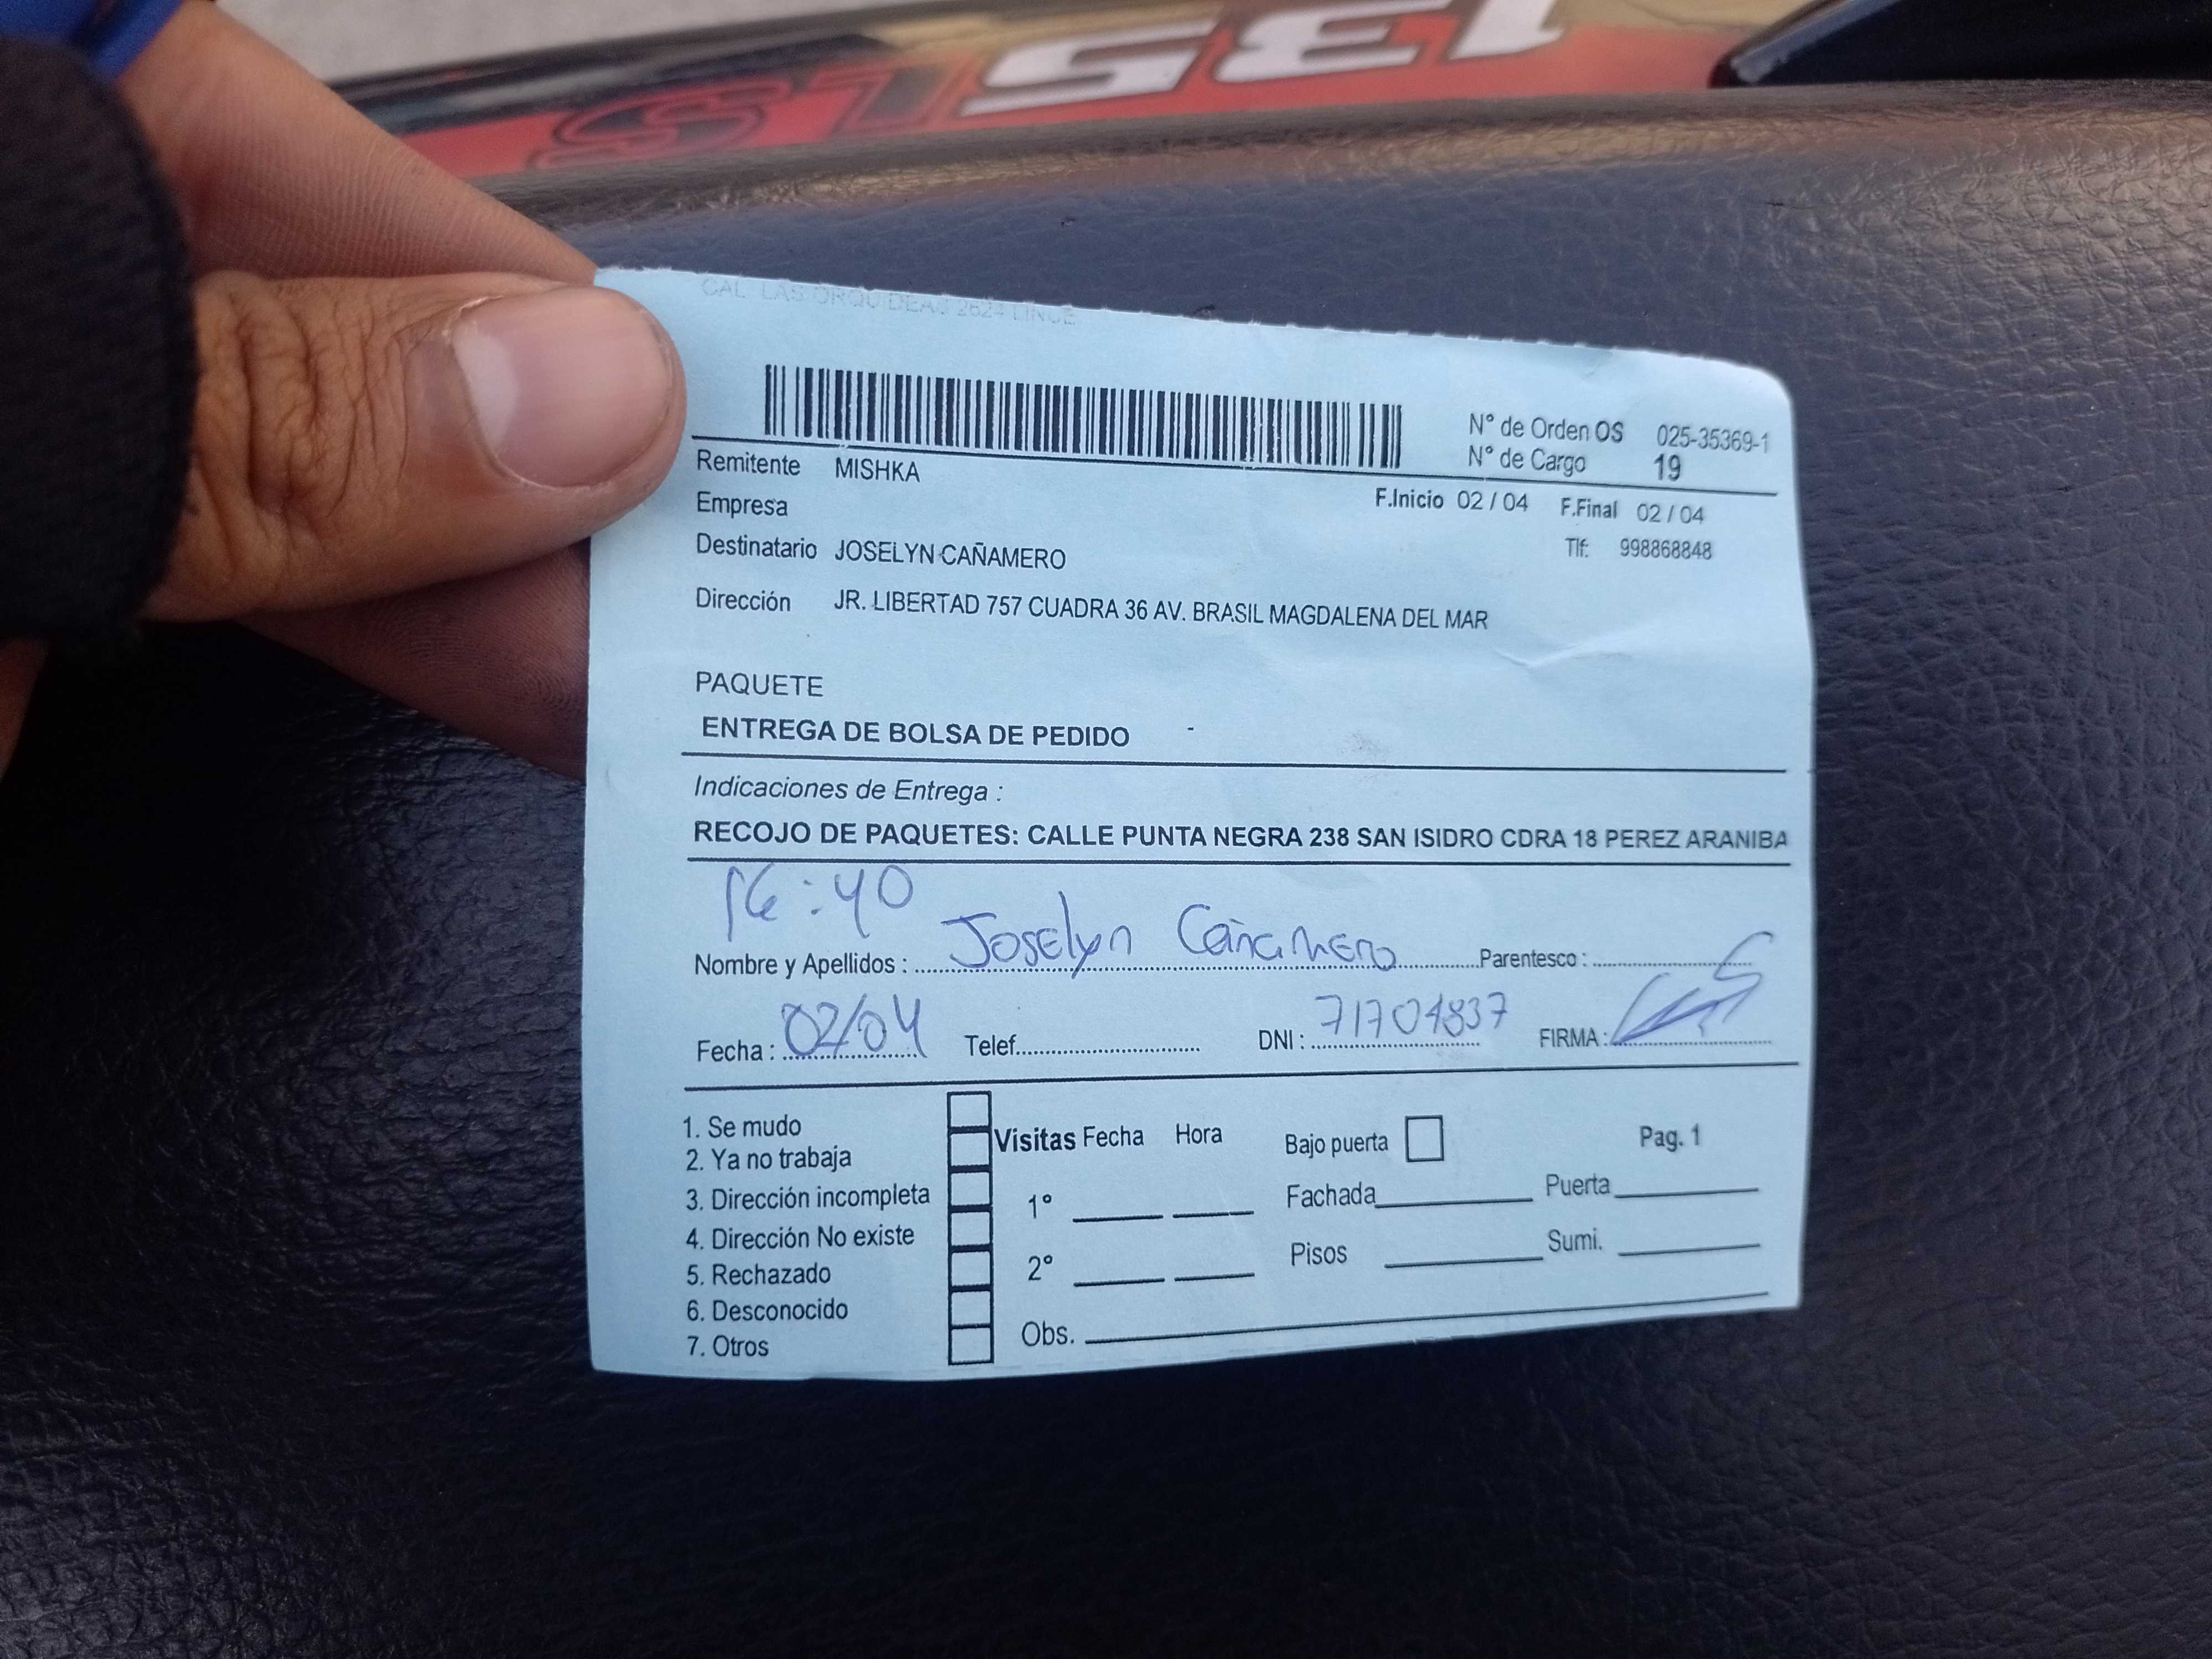 135LS
CAL. LAS ORQUIDEAS 2624 LINCE
N° de Orden OS 025-35369-1
N° de Cargo 19
Remitente MISHKA
F.Inicio 02 / 04 F.Final 02 / 04
Empresa
Tlf: 998868848
Destinatario JOSELYN CAÑAMERO
Dirección JR. LIBERTAD 757 CUADRA 36 AV. BRASIL MAGDALENA DEL MAR
PAQUETE
ENTREGA DE BOLSA DE PEDIDO -
Indicaciones de Entrega :
RECOJO DE PAQUETES: CALLE PUNTA NEGRA 238 SAN ISIDRO CDRA 18 PEREZ ARANIBA
16:40
Nombre y Apellidos : Joselyn Cañamero Parentesco :
Fecha : 02/04 Telef. DNI : 71704837 FIRMA :
1. Se mudo
2. Ya no trabaja
3. Dirección incompleta
4. Dirección No existe
5. Rechazado
6. Desconocido
7. Otros
Visitas Fecha Hora
1°
2°
Obs.
Bajo puerta
Pag. 1
Fachada Puerta
Pisos Sumi.